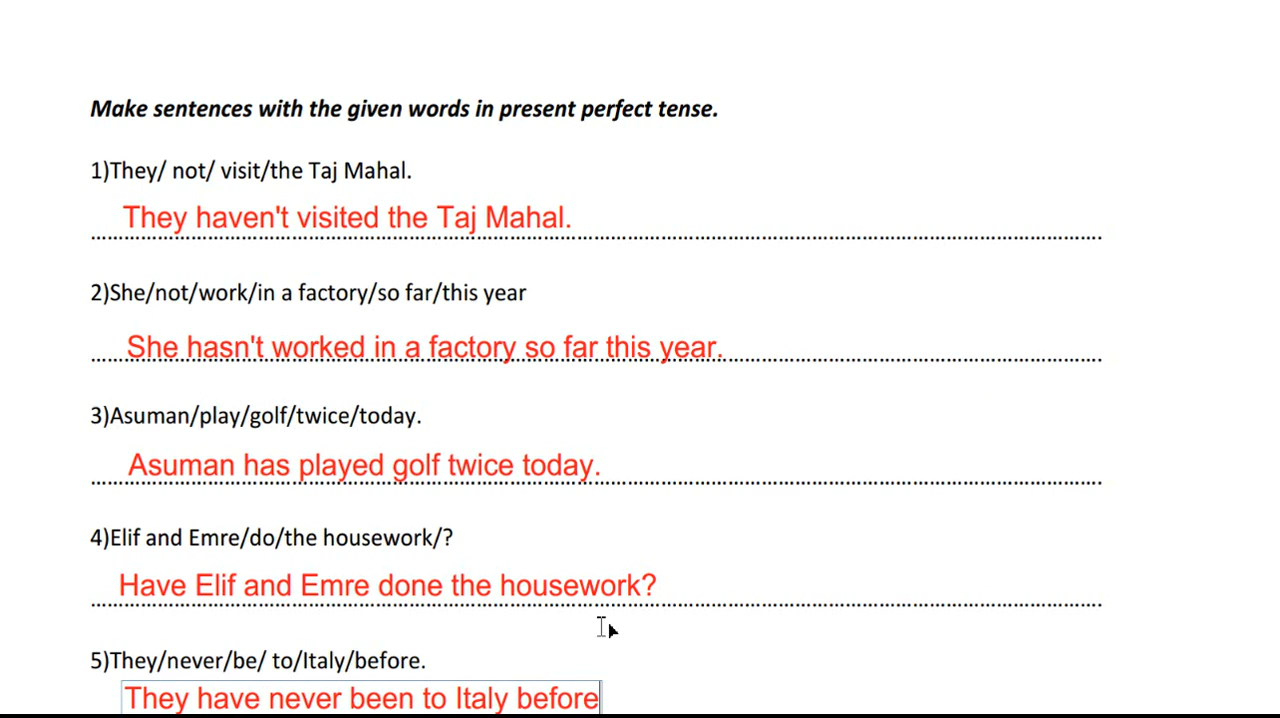 Make sentences with the given words in present perfect tense.
1)They/ not/ visit/the Taj Mahal.
They haven't visited the Taj Mahal.
2)She/not/work/in a factory/so far/this year
She hasn't worked in a factory so far this year.
3)Asuman/play/golf/twice/today.
Asuman has played golf twice today.
4)Elif and Emre/do/the housework/?
Have Elif and Emre done the housework?
5)They/never/be/ to/Italy/before.
They have never been to Italy before